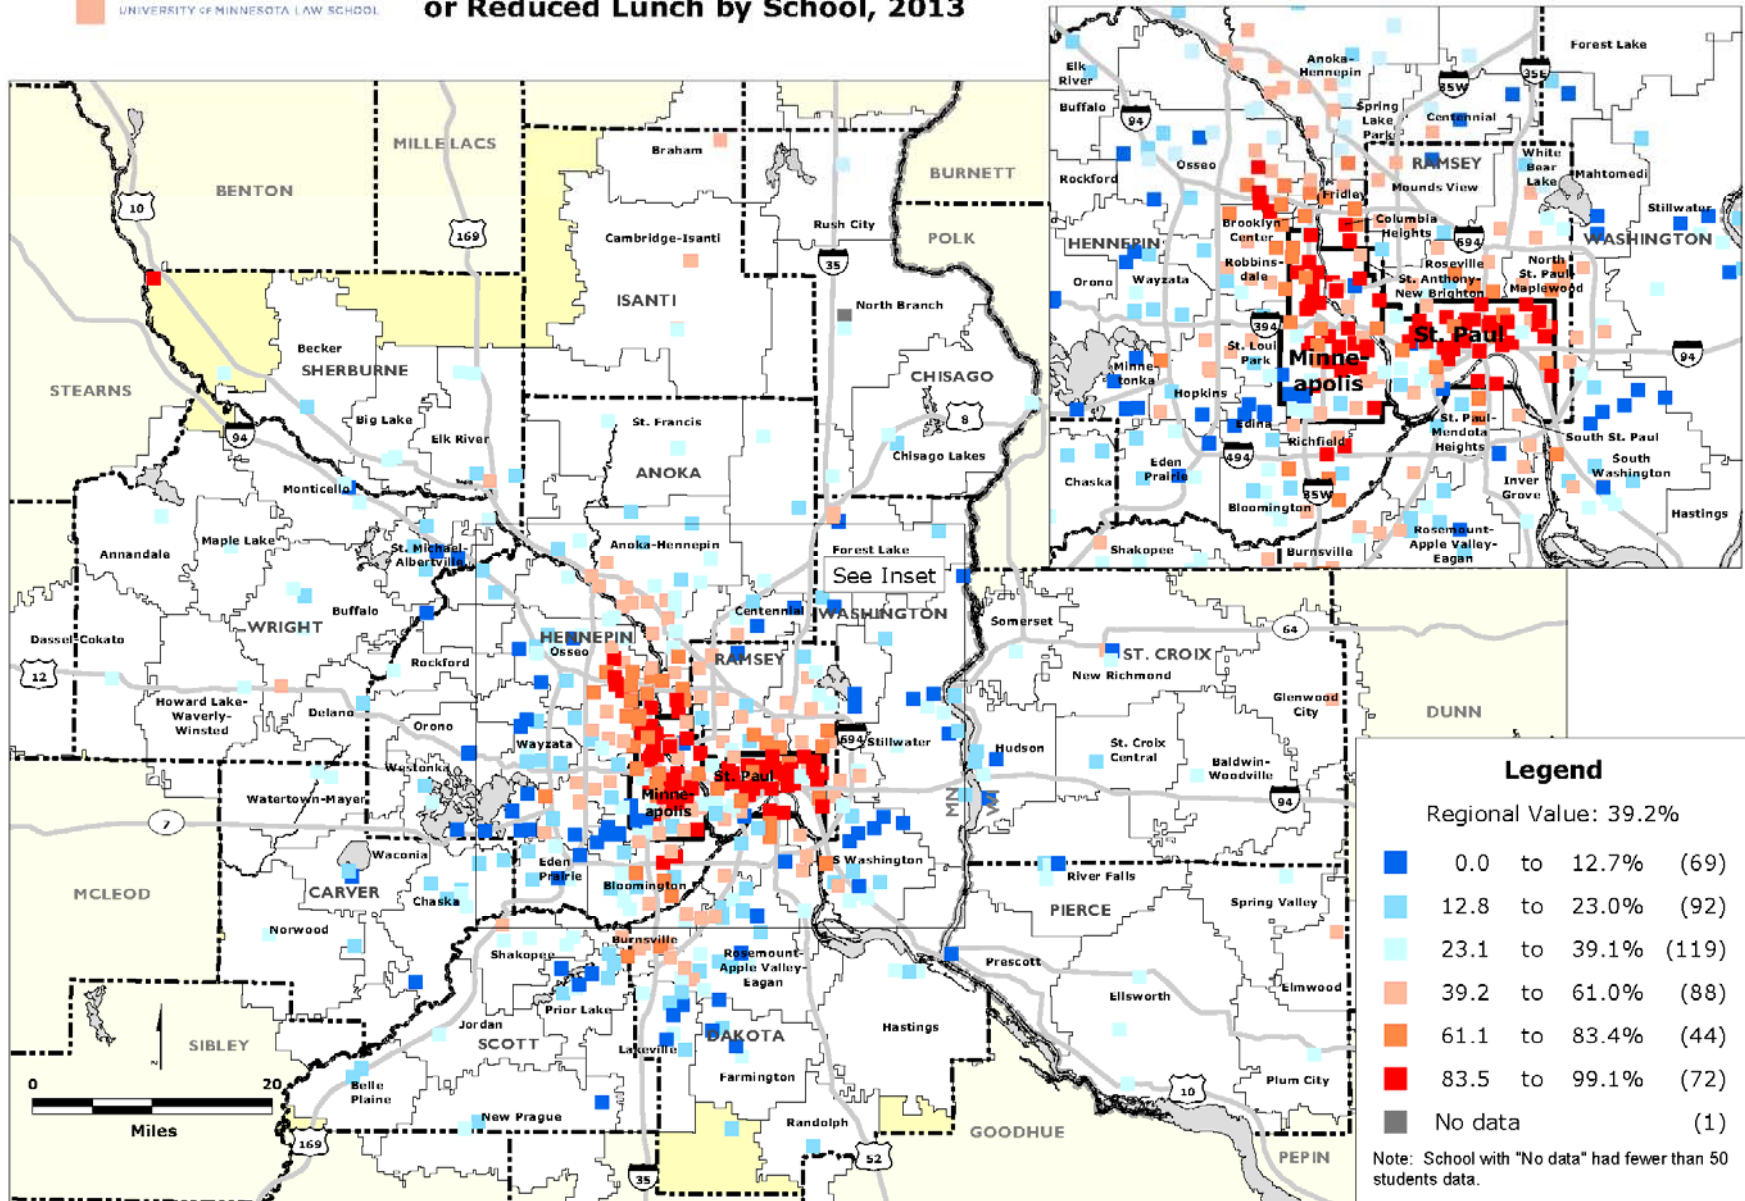 UNIVERSITY OF MINNESOTA LAW SCHOOL
or Reduced Lunch by School, 2013
Forest Lake
Elk
River
Anoka-
Hennepin
35W
35E
Buffalo
94
Spring
Lake
Park
Centennial
Osseo
RAMSEY
White
Bear
Lake
Mahtomedi
Rockford
Mounds View
Fridley
Stillwater
Brooklyn
Center
Columbia
Heights
HENNEPIN
694
WASHINGTON
Robbins-
dale
Roseville
North
St. Paul-
Maplewood
Orono
Wayzata
St. Anthony-
New Brighton
394
St. Paul
St. Loui
Park
Minne-
apolis
94
Minne-
tonka
Hopkins
Edina
St. Paul-
Mendota
Heights
South St. Paul
Richfield
494
Eden
Prairie
South
Washington
Chaska
35W
Inver
Grove
Bloomington
Hastings
Rosemount-
Apple Valley-
Eagan
Shakopee
Burnsville
MILLE LACS
Braham
BENTON
BURNETT
10
169
Rush City
Cambridge-Isanti
POLK
35
ISANTI
North Branch
Becker
SHERBURNE
CHISAGO
STEARNS
Big Lake
St. Francis
8
94
Elk River
Chisago Lakes
ANOKA
Monticello
Maple Lake
Annandale
St. Michael-
Albertville
Anoka-Hennepin
Forest Lake
See Inset
Buffalo
Centennial
WASHINGTON
WRIGHT
Somerset
64
Dassel-Cokato
HENNEPIN
Osseo
RAMSEY
ST. CROIX
Rockford
New Richmond
12
Howard Lake-
Waverly-
Winsted
Delano
Glenwood
City
Orono
DUNN
694
Stillwater
Wayzata
Hudson
St. Croix
Central
Westonka
Baldwin-
Woodville
St. Paul
Watertown-Mayer
Minne-
apolis
MN
WI
94
7
Waconia
Eden
Prairie
S Washington
River Falls
MCLEOD
CARVER
Chaska
Bloomington
PIERCE
Spring Valley
Norwood
Burnsville
Shakopee
Rosemount-
Apple Valley-
Eagan
Prescott
Ellsworth
Elmwood
Prior Lake
Jordan
Hastings
SIBLEY
SCOTT
Lakeville
DAKOTA
N
0
20
Miles
Belle
Plaine
Farmington
Plum City
10
New Prague
Randolph
GOODHUE
169
52
35
PEPIN
Legend
Regional Value: 39.2%
0.0 to 12.7% (69)
12.8 to 23.0% (92)
23.1 to 39.1% (119)
39.2 to 61.0% (88)
61.1 to 83.4% (44)
83.5 to 99.1% (72)
No data (1)
Note: School with "No data" had fewer than 50
students data.